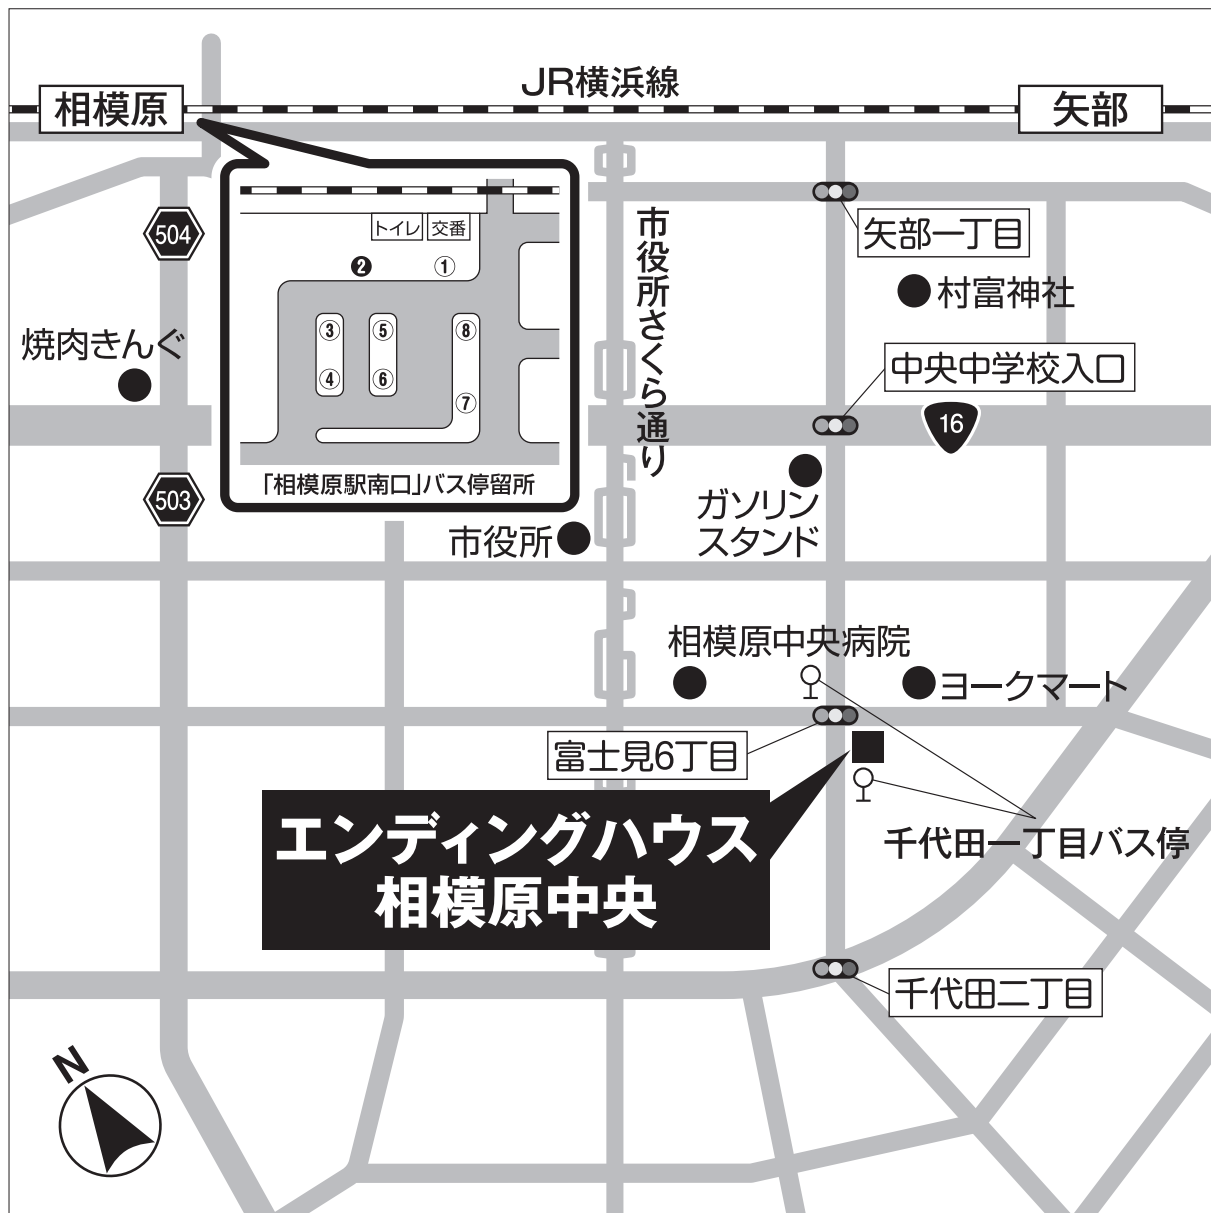 JR横浜線
相模原
矢部
504
トイレ
交番
❷
①
③
⑤
⑧
④
⑥
⑦
「相模原駅南口」バス停留所
市役所さくら通り
矢部一丁目
村富神社
焼肉きんぐ
中央中学校入口
16
503
ガソリン
スタンド
市役所
相模原中央病院
ヨークマート
富士見6丁目
エンディングハウス
相模原中央
千代田一丁目バス停
千代田二丁目
N